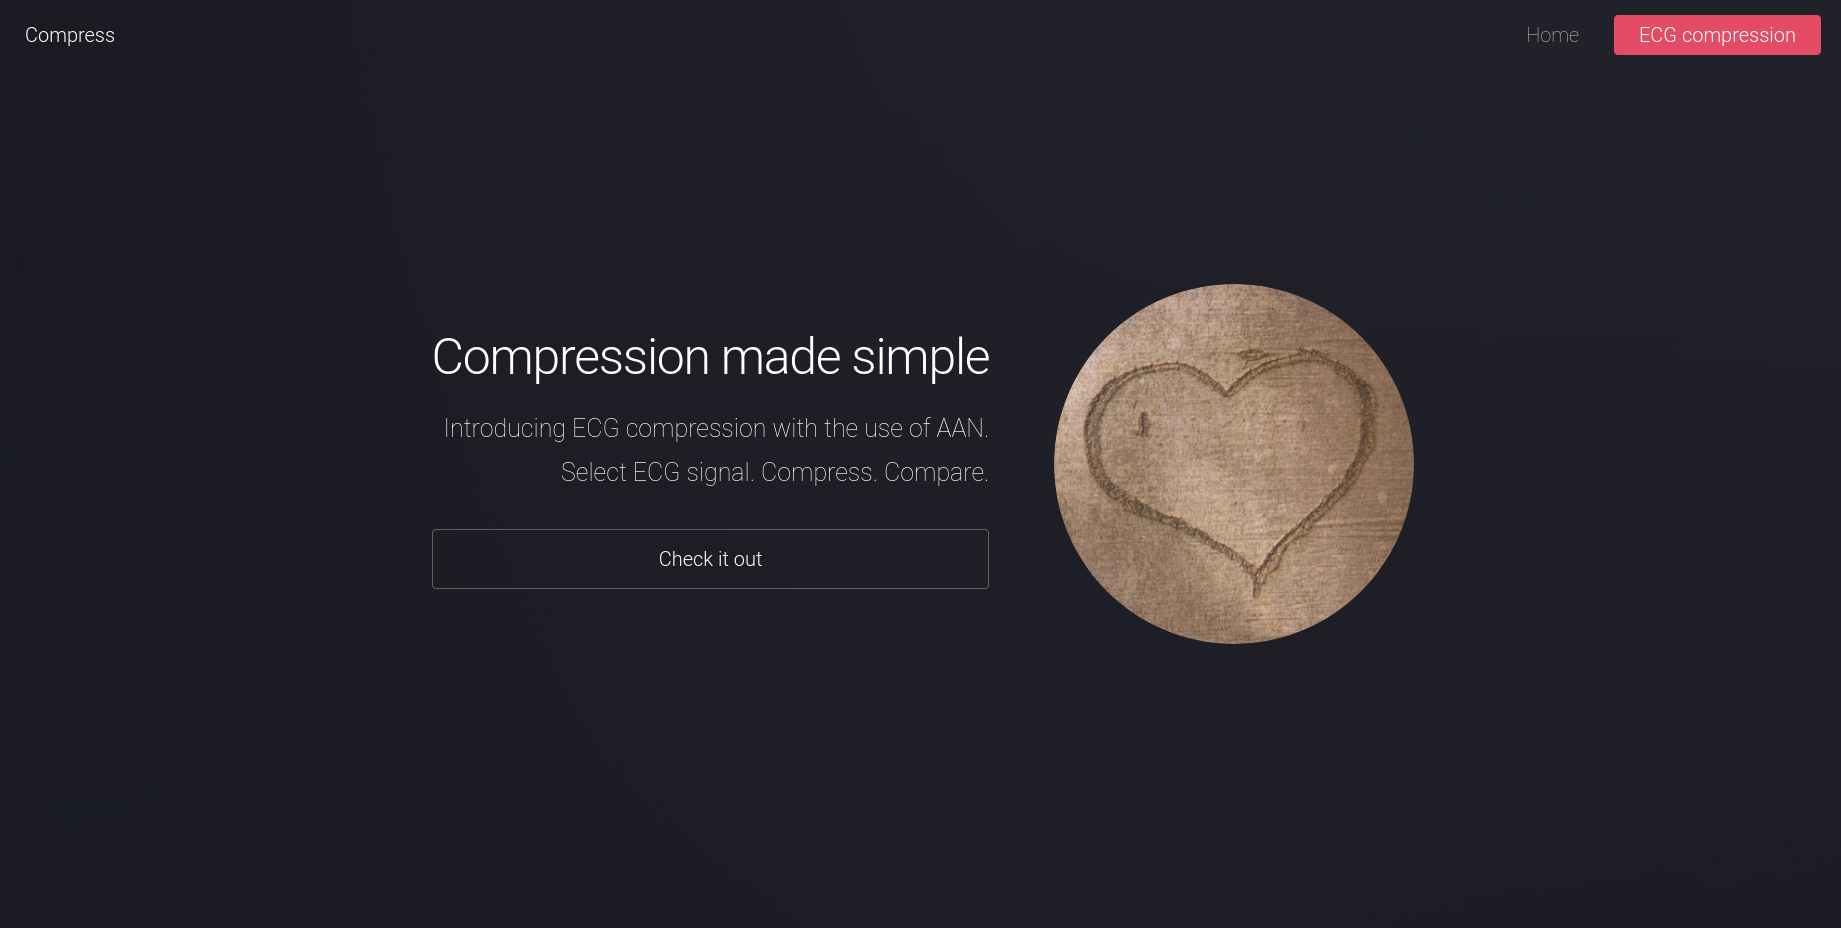 Compress
Home
ECG compression
Compression made simple
Introducing ECG compression with the use of AAN.
Select ECG signal. Compress. Compare.
Check it out